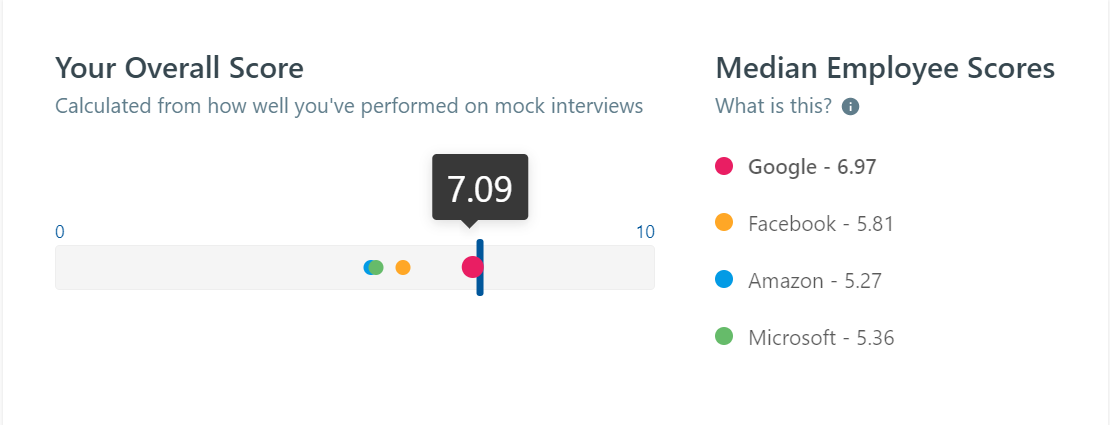 Your Overall Score
Calculated from how well you've performed on mock interviews
7.09
0
10
Median Employee Scores
What is this?
Google - 6.97
Facebook - 5.81
Amazon - 5.27
Microsoft - 5.36